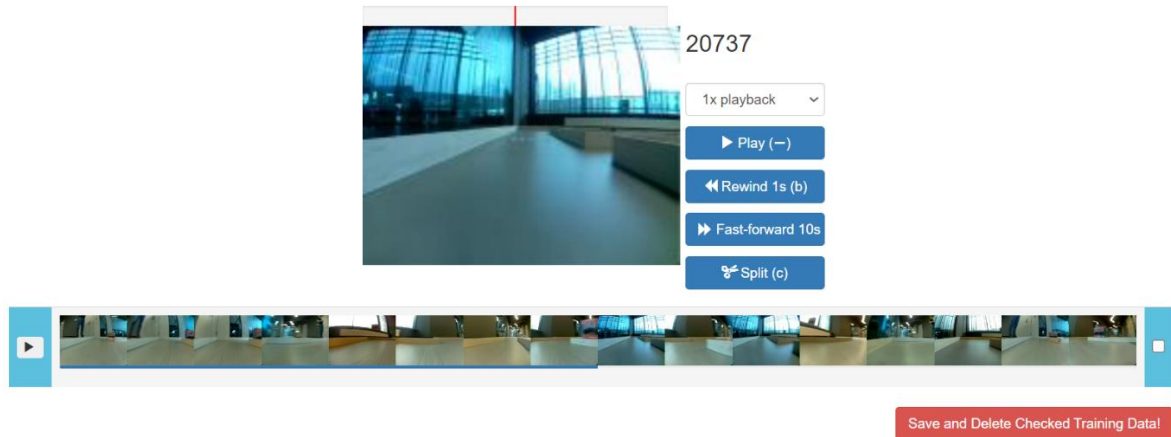 20737
1x playback
Play (—)
Rewind 1s (b)
Fast-forward 10s
Split (c)
Save and Delete Checked Training Data!